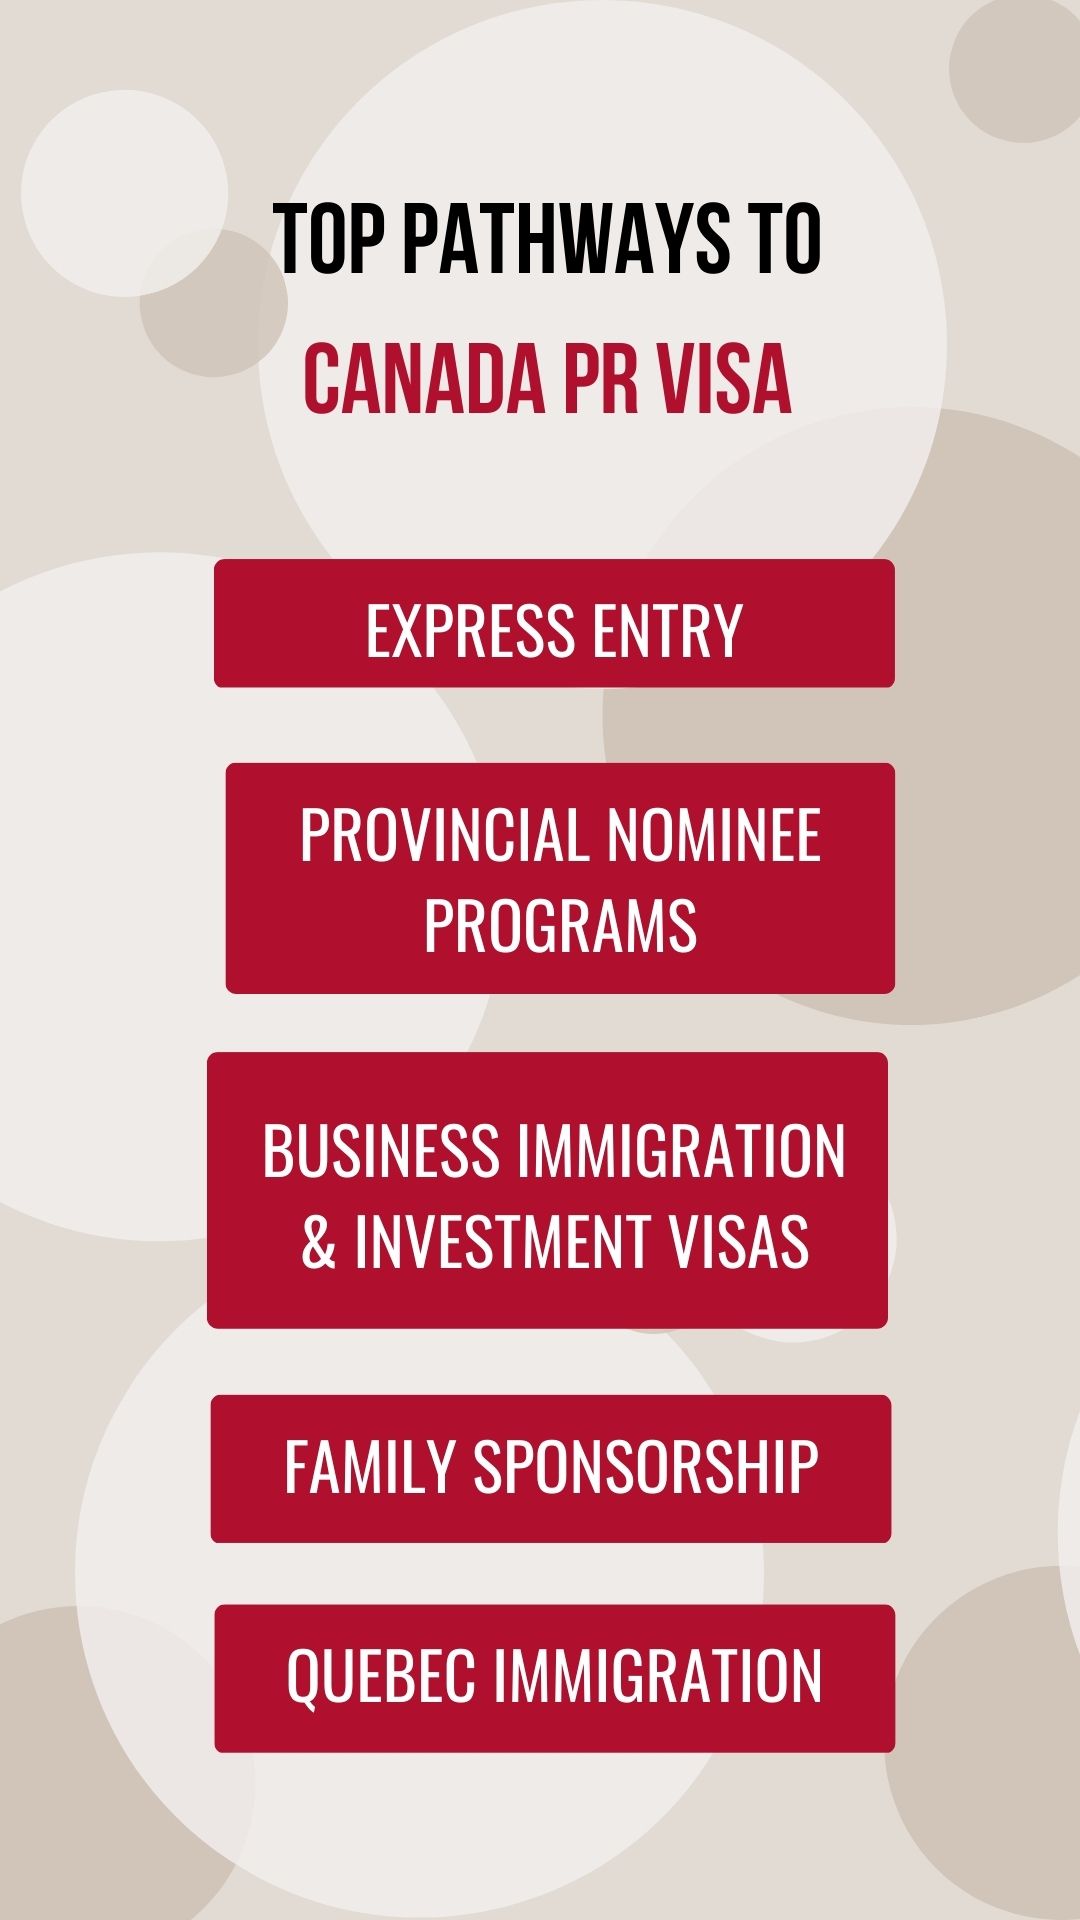 TOP PATHWAYS TO
CANADA PR VISA
EXPRESS ENTRY
PROVINCIAL NOMINEE
PROGRAMS
BUSINESS IMMIGRATION
& INVESTMENT VISAS
FAMILY SPONSORSHIP
QUEBEC IMMIGRATION